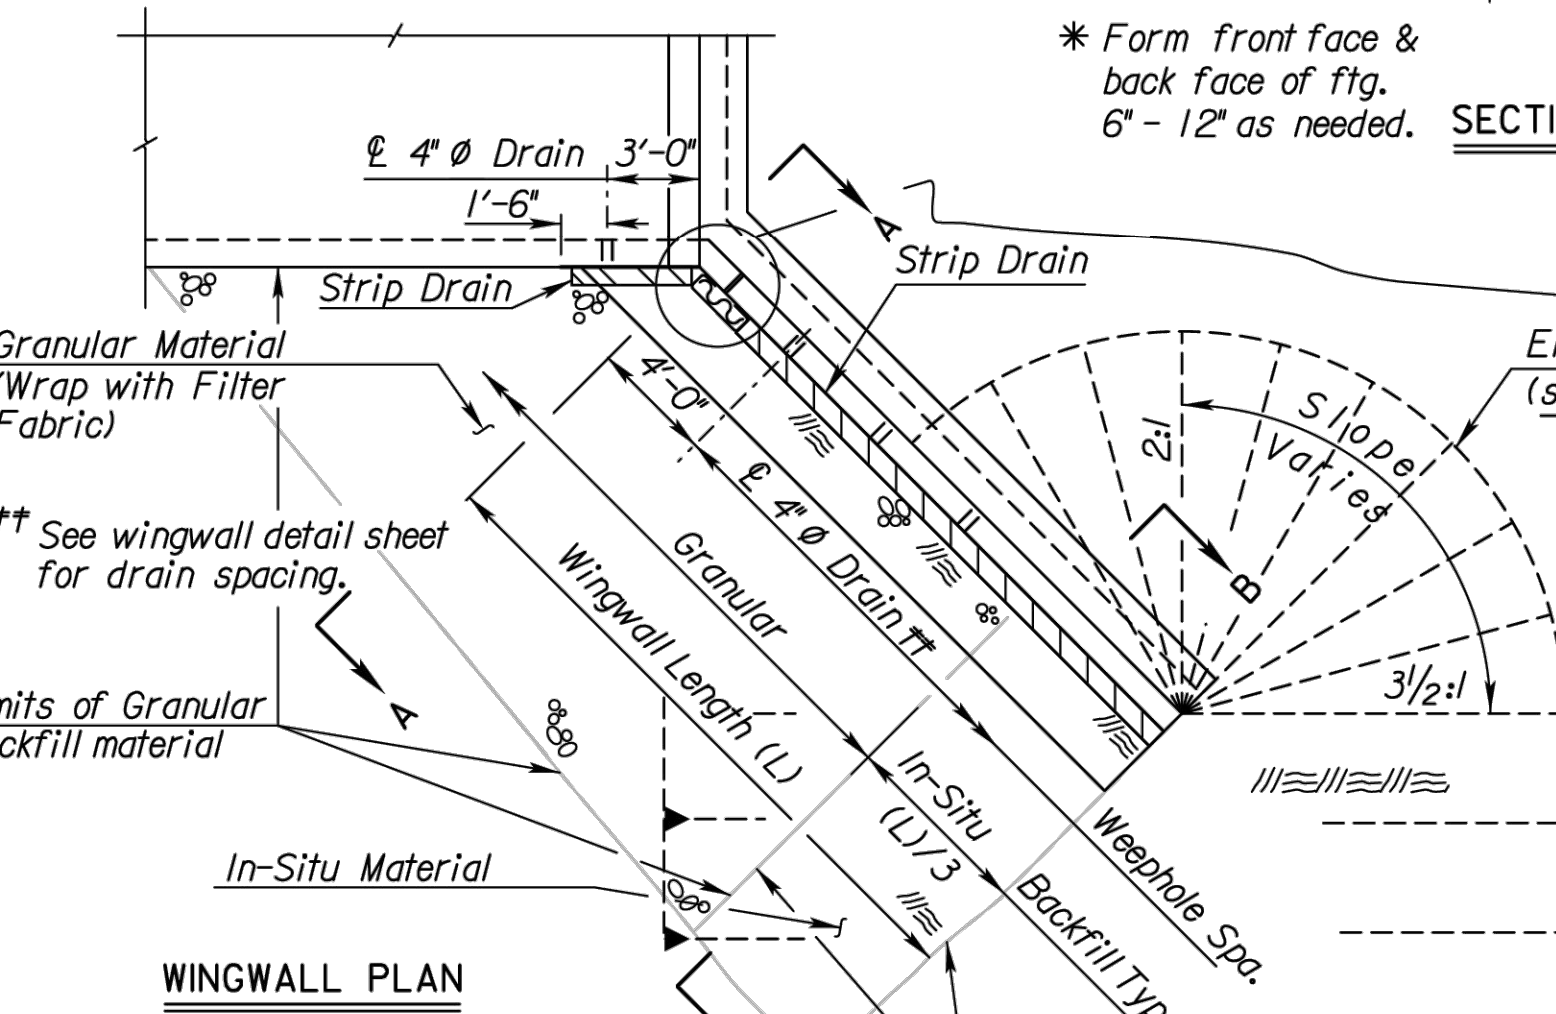 * Form front face &
back face of ftg.
6" - 12" as needed.
SECTI
℄ 4" Ø Drain
3'-0"
1'-6"
A
Strip Drain
Strip Drain
Granular Material
(Wrap with Filter
Fabric)
4'-0"
2:1
Slope
Varies
(s
‡‡ See wingwall detail sheet
for drain spacing.
℄ 4" Ø Drain ‡‡
Granular
Wingwall Length (L)
B
3½:1
A
mits of Granular
ckfill material
In-Situ
(L)/3
Weephole Spa.
Backfill Typ
In-Situ Material
WINGWALL PLAN